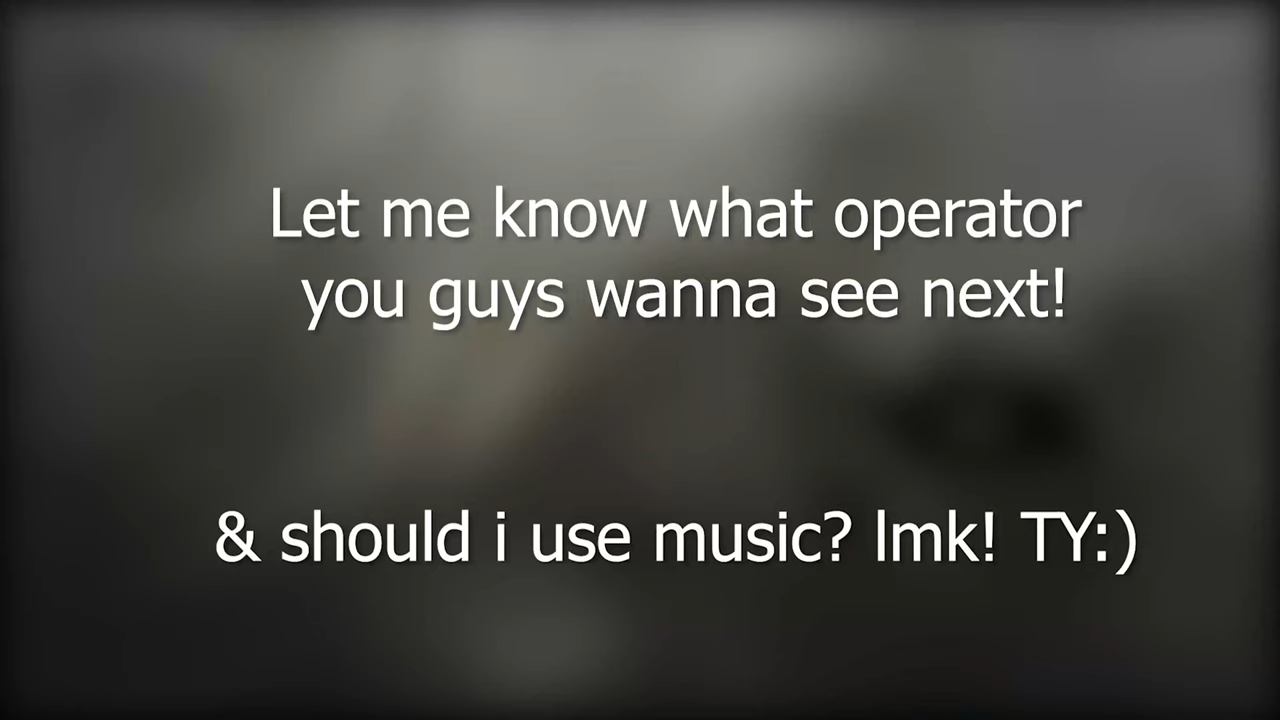 Let me know what operator
you guys wanna see next!
& should i use music? lmk! TY:)